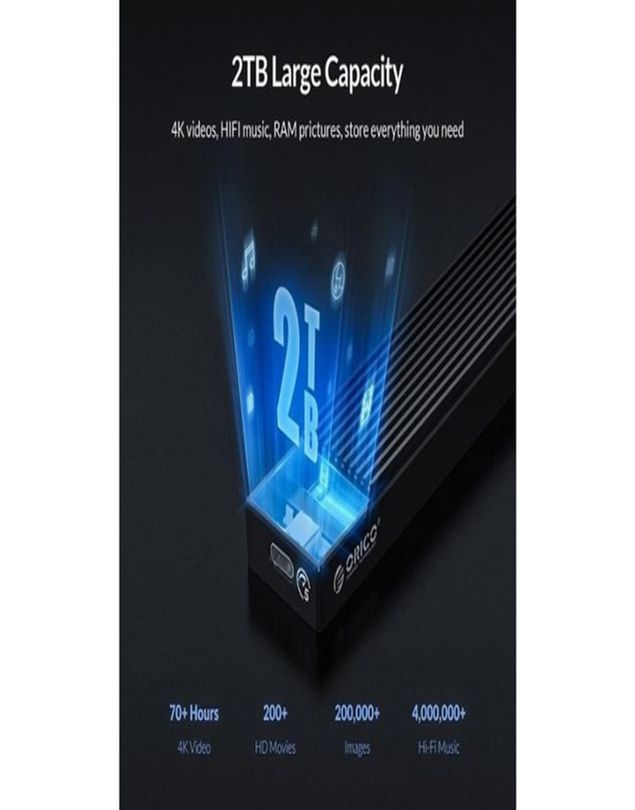 2TB Large Capacity
4K videos, HIFI music, RAM prictures, store everything you need
2TB
ORICO
70+ Hours 200+ 200,000+ 4,000,000+
4K Video HD Movies Images Hi-Fi Music